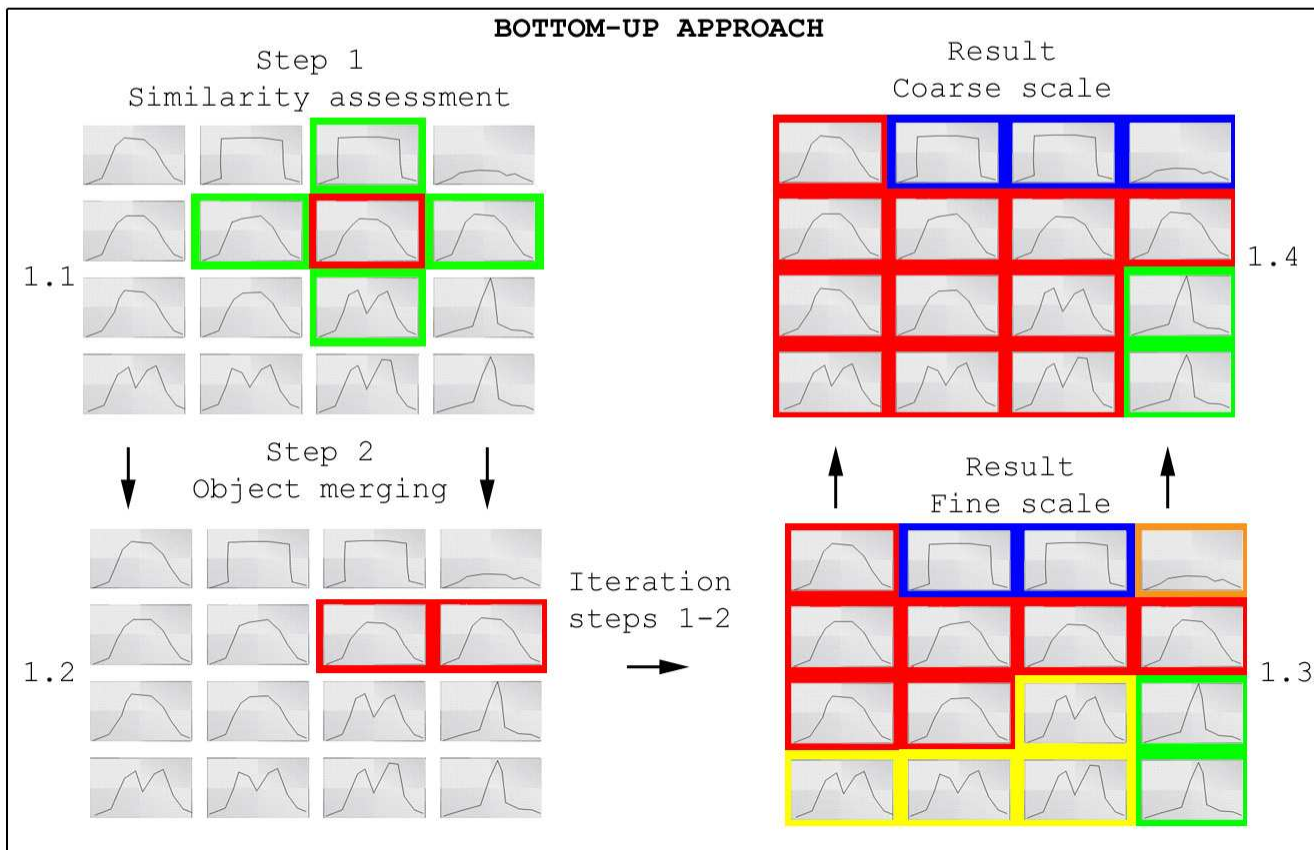 BOTTOM-UP APPROACH
Step 1
Similarity assessment
1.1
Step 2
Object merging
1.2
Iteration
steps 1-2
Result
Coarse scale
1.4
Result
Fine scale
1.3